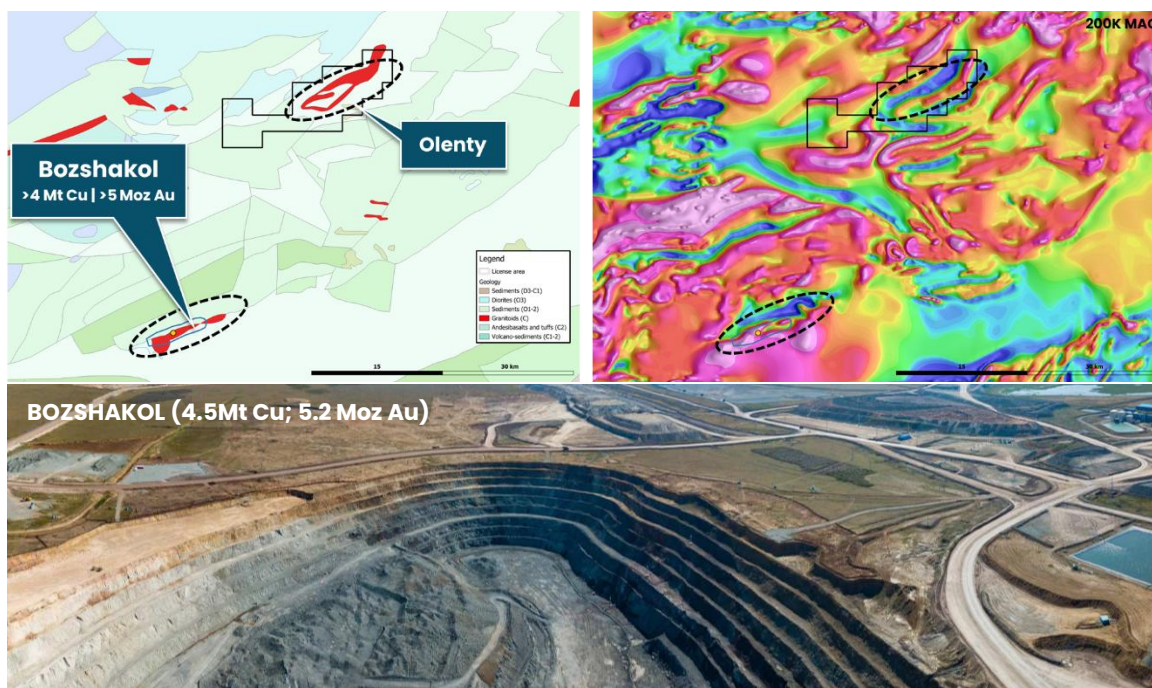 200K MAG
Olenty
Bozshakol
>4 Mt Cu | >5 Moz Au
Legend
License area
Geology
Sediments (D3-C1)
Diorites (O3)
Sediments (O1-2)
Granitoids (C)
Andesibasalts and tuffs (C2)
Volcano-sediments (C1-2)
15
30 km
15
30 km
BOZSHAKOL (4.5Mt Cu; 5.2 Moz Au)